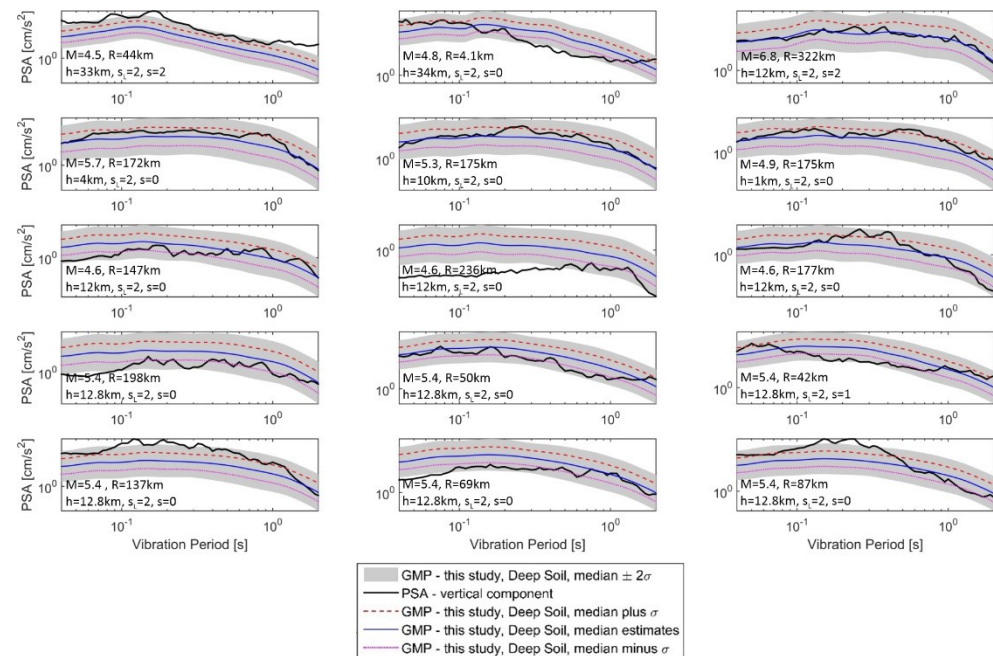 PSA [cm/s²]
10⁰
M=4.5, R=44km
h=33km, s_L=2, s=2
10⁻¹
10⁰
10⁰
M=4.8, R=4.1km
h=34km, s_L=2, s=0
10⁻¹
10⁰
10⁰
M=6.8, R=322km
h=12km, s_L=2, s=2
10⁻¹
10⁰
PSA [cm/s²]
10⁰
M=5.7, R=172km
h=4km, s_L=2, s=0
10⁻¹
10⁰
10⁰
M=5.3, R=175km
h=10km, s_L=2, s=0
10⁻¹
10⁰
10⁰
M=4.9, R=175km
h=1km, s_L=2, s=0
10⁻¹
10⁰
PSA [cm/s²]
10⁰
M=4.6, R=147km
h=12km, s_L=2, s=0
10⁻¹
10⁰
10⁰
M=4.6, R=236km
h=12km, s_L=2, s=0
10⁻¹
10⁰
10⁰
M=4.6, R=177km
h=12km, s_L=2, s=0
10⁻¹
10⁰
PSA [cm/s²]
10⁰
M=5.4, R=198km
h=12.8km, s_L=2, s=0
10⁻¹
10⁰
10⁰
M=5.4, R=50km
h=12.8km, s_L=2, s=0
10⁻¹
10⁰
10⁰
M=5.4, R=42km
h=12.8km, s_L=2, s=1
10⁻¹
10⁰
PSA [cm/s²]
10⁰
M=5.4 , R=137km
h=12.8km, s_L=2, s=0
10⁻¹
10⁰
Vibration Period [s]
10⁰
M=5.4, R=69km
h=12.8km, s_L=2, s=0
10⁻¹
10⁰
Vibration Period [s]
10⁰
M=5.4, R=87km
h=12.8km, s_L=2, s=0
10⁻¹
10⁰
Vibration Period [s]
GMP - this study, Deep Soil, median ± 2σ
PSA - vertical component
GMP - this study, Deep Soil, median plus σ
GMP - this study, Deep Soil, median estimates
GMP - this study, Deep Soil, median minus σ